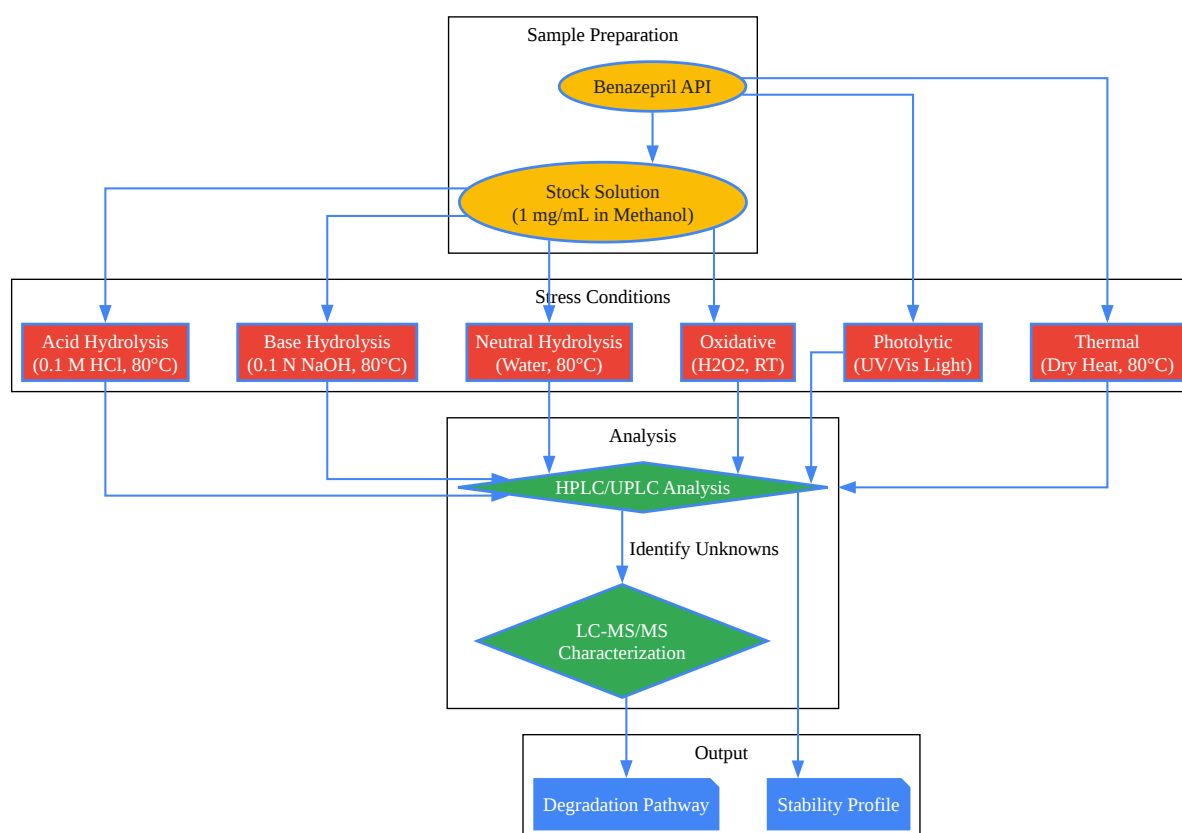 Sample Preparation
Benazepril API
Stock Solution
(1 mg/mL in Methanol)
Stress Conditions
Acid Hydrolysis
(0.1 M HCl, 80°C)
Base Hydrolysis
(0.1 N NaOH, 80°C)
Neutral Hydrolysis
(Water, 80°C)
Oxidative
(H2O2, RT)
Photolytic
(UV/Vis Light)
Thermal
(Dry Heat, 80°C)
Analysis
HPLC/UPLC Analysis
Identify Unknowns
LC-MS/MS
Characterization
Output
Degradation Pathway
Stability Profile